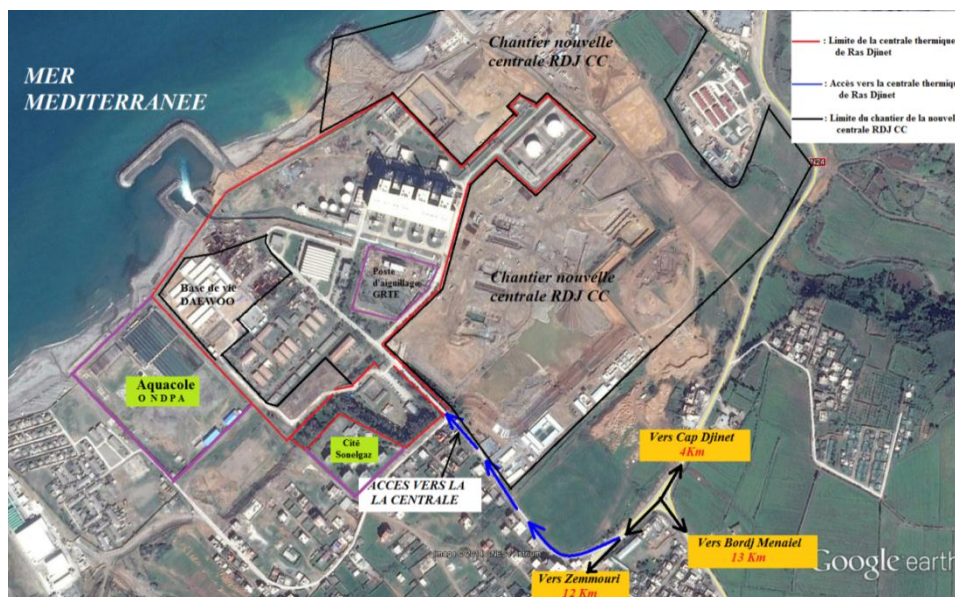 MER
MEDITERRANEE
Chantier nouvelle
centrale RDJ CC
: Limite de la centrale thermique
de Ras Djinet
: Accès vers la centrale thermique
de Ras Djinet
: Limite du chantier de la nouvelle
centrale RDJ CC
N24
Poste
d'aiguillage
GRTE
Chantier nouvelle
centrale RDJ CC
Base de vie
DAEWOO
Aquacole
O N D P A
Cité
Sonelgaz
ACCES VERS LA
LA CENTRALE
Vers Cap Djinet
4Km
Vers Bordj Menaiel
13 Km
Vers Zemmouri
12 Km
Google earth